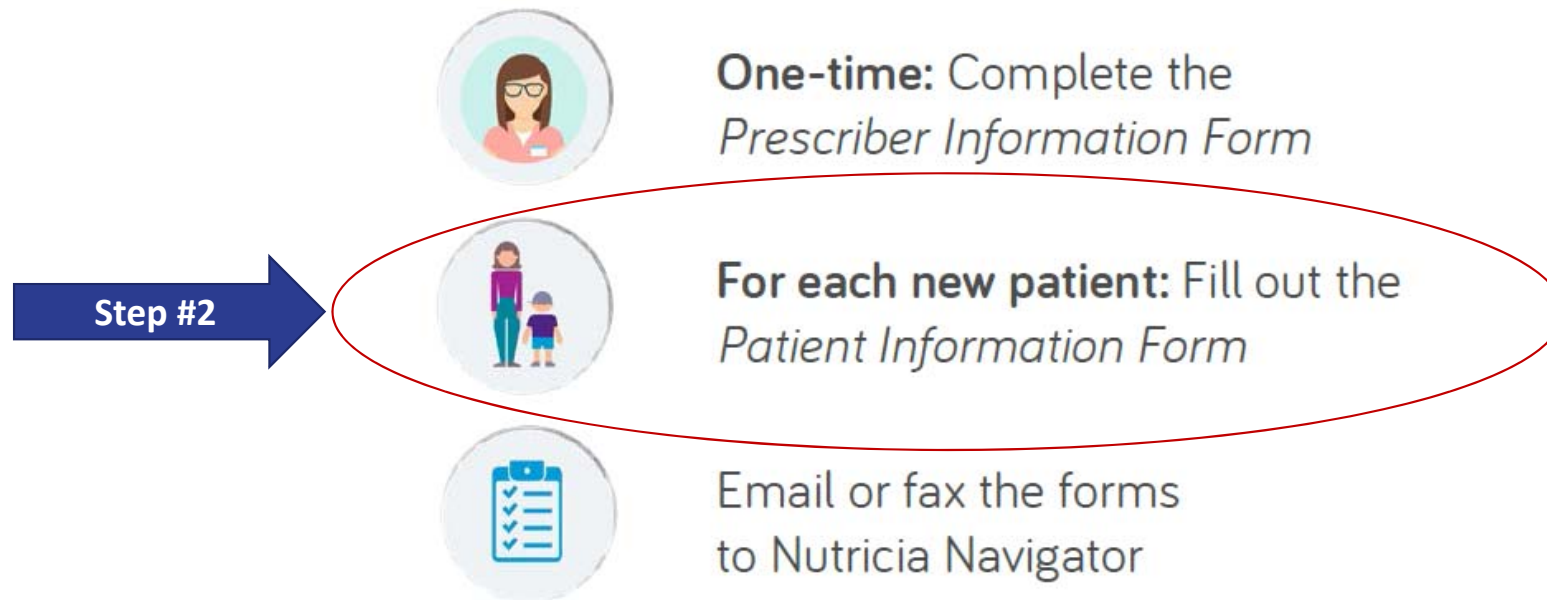 One-time: Complete the
Prescriber Information Form
Step #2
For each new patient: Fill out the
Patient Information Form
Email or fax the forms
to Nutricia Navigator